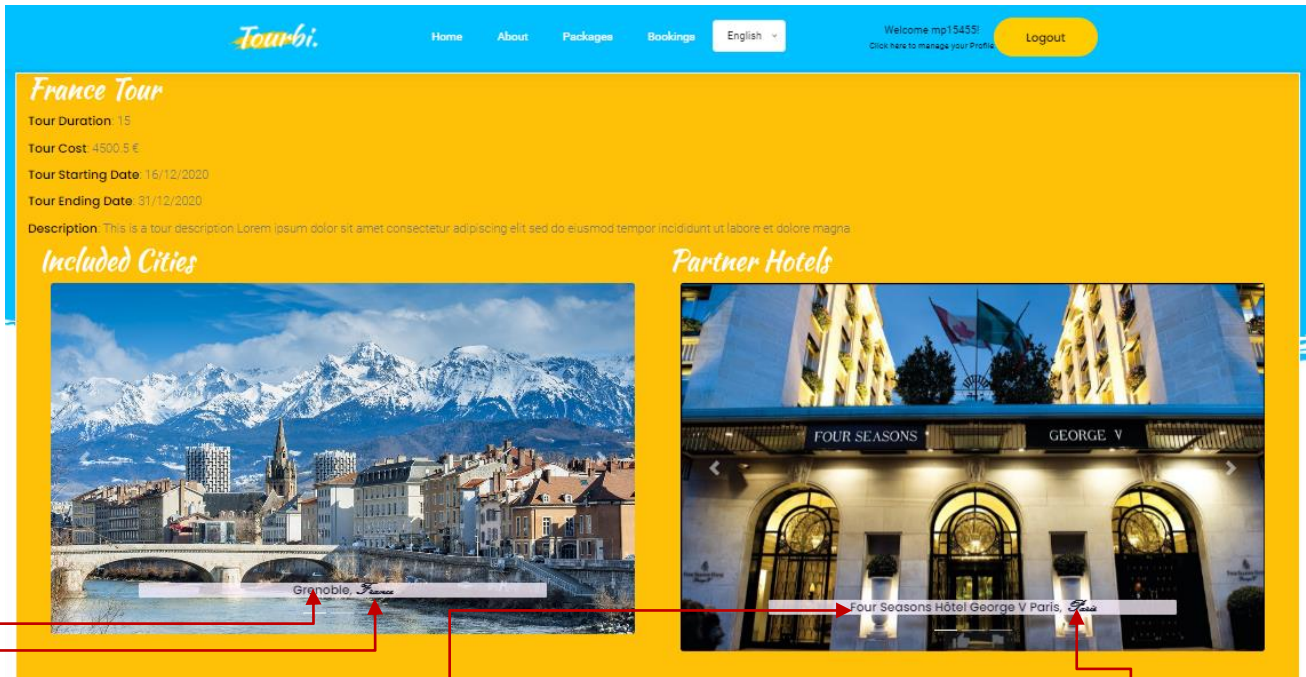 Tourbi.
Home About Packages Bookings English
Welcome mp15455!
Click here to manage your Profile
Logout
France Tour
Tour Duration: 15
Tour Cost: 4500.5 €
Tour Starting Date: 16/12/2020
Tour Ending Date: 31/12/2020
Description: This is a tour description Lorem ipsum dolor sit amet consectetur adipiscing elit sed do eiusmod tempor incididunt ut labore et dolore magna
Included Cities
Partner Hotels
FOUR SEASONS GEORGE V
Grenoble, France
Four Seasons Hôtel George V Paris, Paris